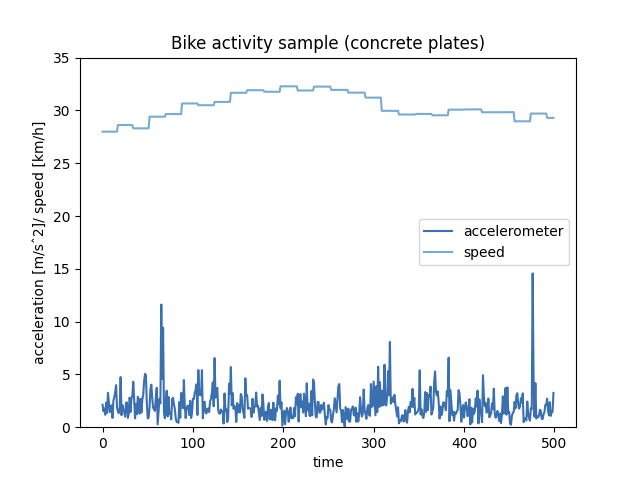 Bike activity sample (concrete plates)
35
30
25
20
15
10
5
0
acceleration [m/s^2]/ speed [km/h]
accelerometer
speed
0
100
200
300
400
500
time